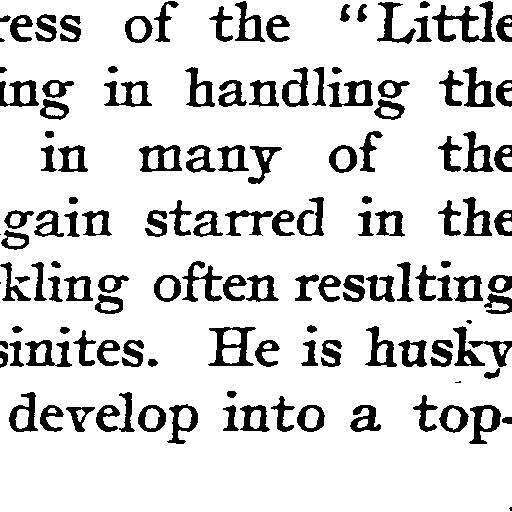 ress of the “Little
ing in handling the
in many of the
gain starred in the
kling often resulting
sinites. He is husky
develop into a top-